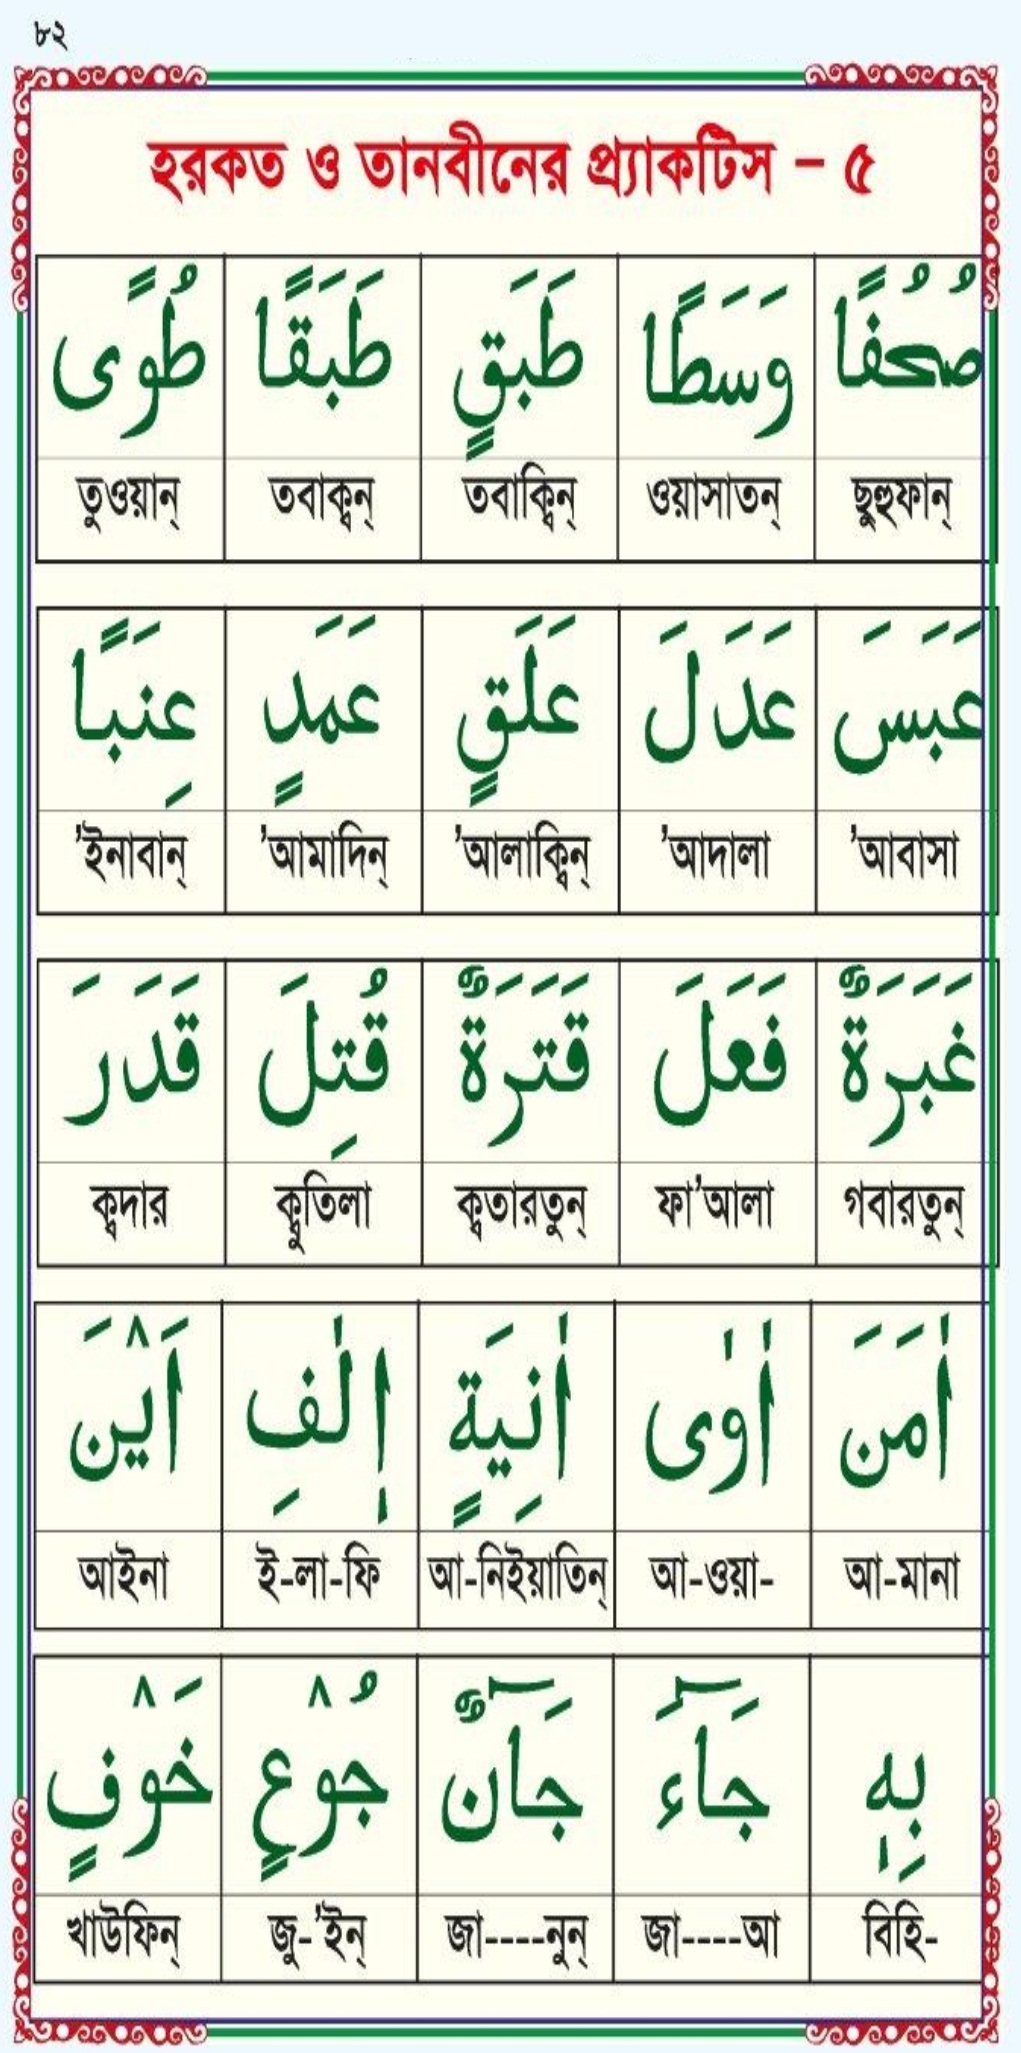 ৮২
হরকত ও তানবীনের প্র্যাকটিস – ৫
صُحُفًا وَسَطًا طَبَقٍ طَبَقًا طُوًى
ছুহুফান্ ওয়াসাতন্ তবাক্বিন্ তবাক্বন্ তুওয়ান্
عَبَسَ عَدَلَ عَلَقٍ عَمَدٍ عِنَبًا
’আবাসা ’আদালা ’আলাক্বিন্ ’আমাদিন্ ’ইনাবান্
غَبَرَةٌ فَعَلَ قَتَرَةٌ قُتِلَ قَدَرَ
গবারতুন্ ফা’আলা ক্বতারতুন্ ক্বুতিলা ক্বদার
اٰمَنَ اٰوٰى اٰنِيَةٍ اٖلٰفِ اَيْنَ
আ-মানা আ-ওয়া- আ-নিইয়াতিন্ ই-লা-ফি আইনা
بِهٖ جَآءَ جَآنٌّ جُوْعٍ خَوْفٍ
বিহি- জা----আ জা----নুন্ জু-’ইন্ খাউফিন্